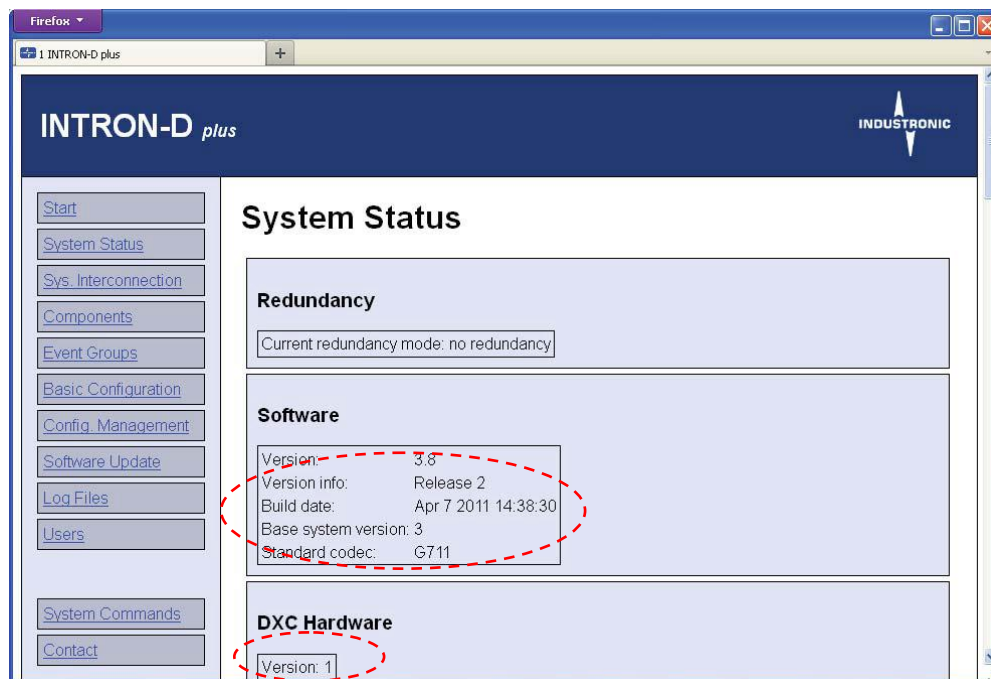 Firefox
1 INTRON-D plus
+
INTRON-D plus
INDUSTRONIC
Start
System Status
Sys. Interconnection
Components
Event Groups
Basic Configuration
Config. Management
Software Update
Log Files
Users
System Commands
Contact
System Status
Redundancy
Current redundancy mode: no redundancy
Software
Version: 3.8
Version info: Release 2
Build date: Apr 7 2011 14:38:30
Base system version: 3
Standard codec: G711
DXC Hardware
Version: 1